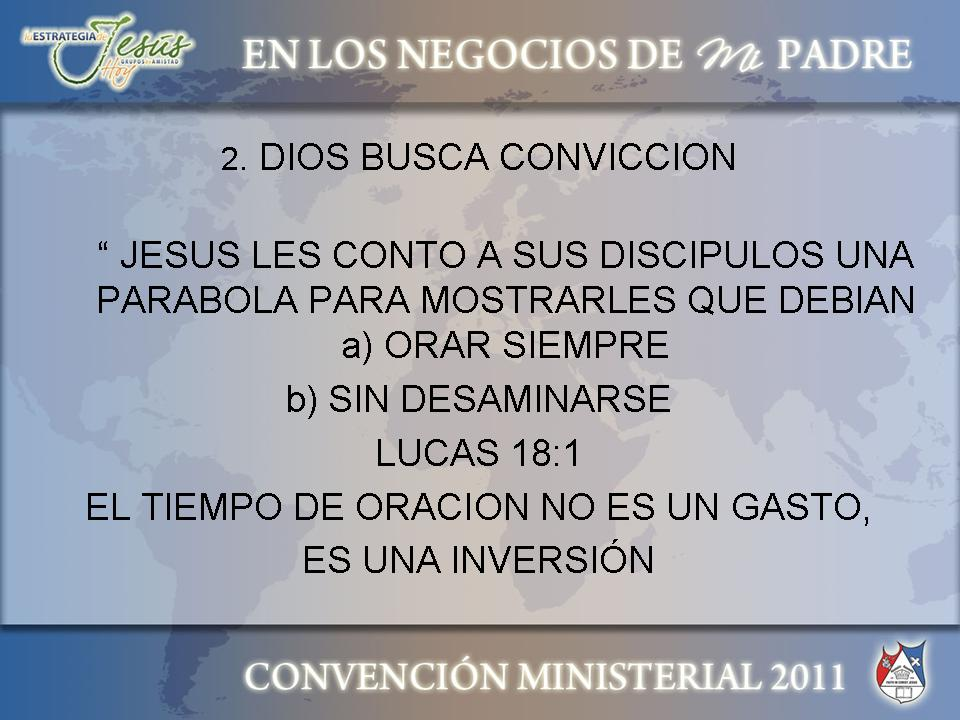 la ESTRATEGIA de
Jesús
GRUPOS de AMISTAD
Hoy
EN LOS NEGOCIOS DE Mi PADRE
2. DIOS BUSCA CONVICCION
“ JESUS LES CONTO A SUS DISCIPULOS UNA
PARABOLA PARA MOSTRARLES QUE DEBIAN
a) ORAR SIEMPRE
b) SIN DESAMINARSE
LUCAS 18:1
EL TIEMPO DE ORACION NO ES UN GASTO,
ES UNA INVERSIÓN
CONVENCIÓN MINISTERIAL 2011